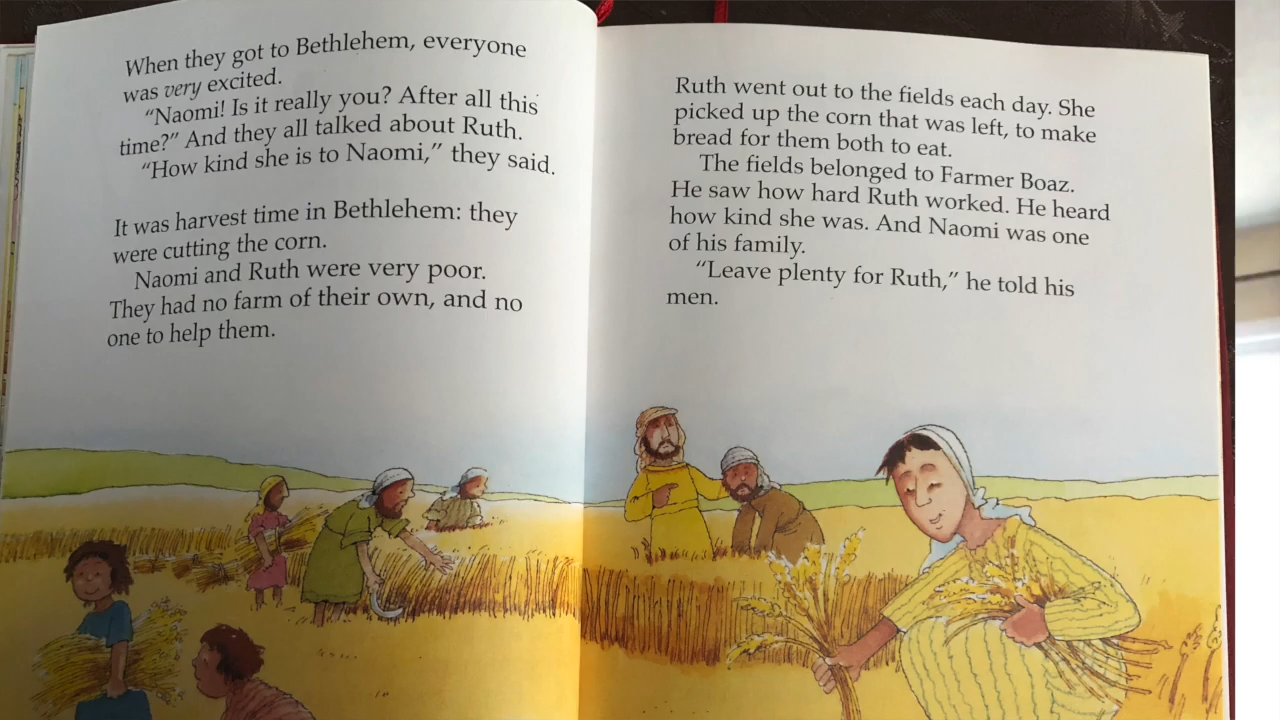 When they got to Bethlehem, everyone
was very excited.
“Naomi! Is it really you? After all this
time?” And they all talked about Ruth.
“How kind she is to Naomi,” they said.
It was harvest time in Bethlehem: they
were cutting the corn.
Naomi and Ruth were very poor.
They had no farm of their own, and no
one to help them.
Ruth went out to the fields each day. She
picked up the corn that was left, to make
bread for them both to eat.
The fields belonged to Farmer Boaz.
He saw how hard Ruth worked. He heard
how kind she was. And Naomi was one
of his family.
“Leave plenty for Ruth,” he told his
men.